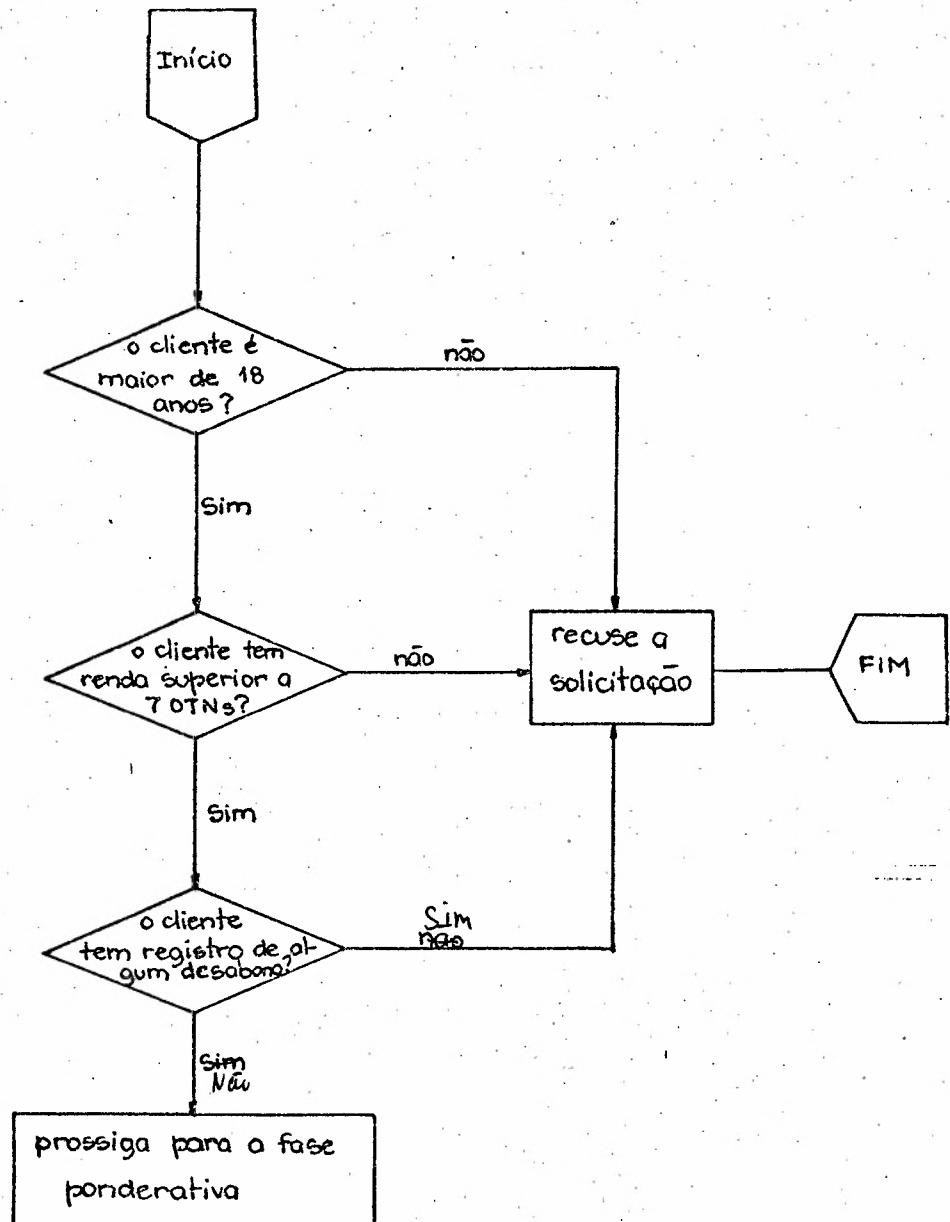 Início
o cliente é
maior de 18
anos?
não
Sim
o cliente tem
renda superior a
7 OTNs?
não
recuse a
solicitação
FIM
Sim
o cliente
tem registro de al-
gum desabono?
Sim
não
Sim
Não
prossiga para a fase
ponderativa